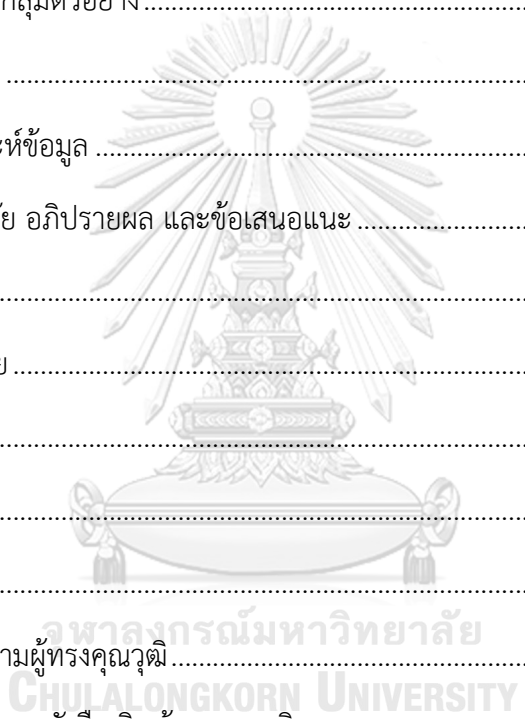 กลุ่มตัวอย่าง ........................................
........................................
ะห์ข้อมูล ........................................
ัย อภิปรายผล และข้อเสนอแนะ ........................
........................................
ย ........................................
........................................
........................................
........................................
จุฬาลงกรณ์มหาวิทยาลัย
ามผู้ทรงคุณวุฒิ ........................................
CHULALONGKORN UNIVERSITY